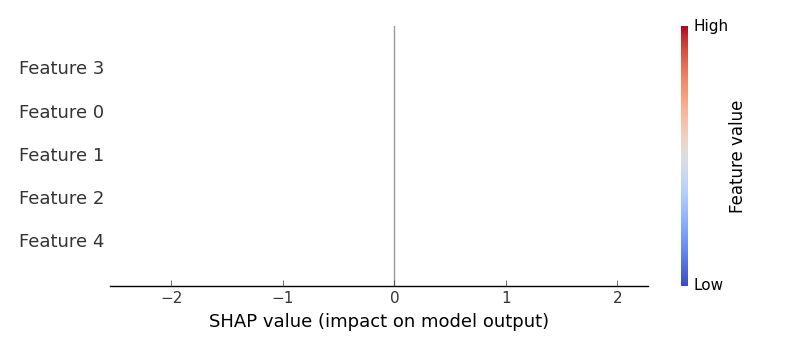 High
Feature 3
Feature 0
Feature 1
Feature 2
Feature 4
Feature value
Low
−2 −1 0 1 2
SHAP value (impact on model output)